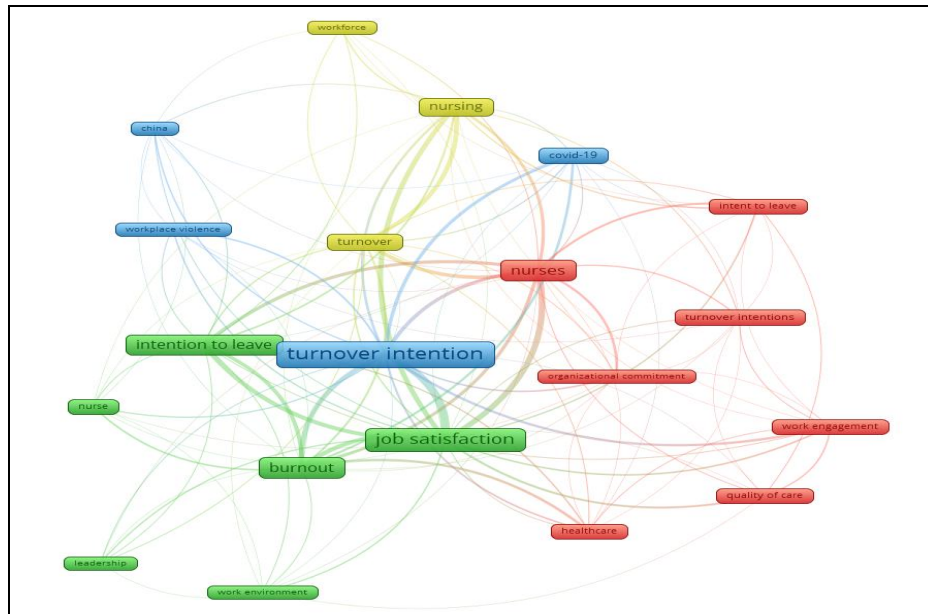 workforce
nursing
china
covid-19
intent to leave
workplace violence
turnover
nurses
turnover intentions
intention to leave
turnover intention
organizational commitment
nurse
work engagement
job satisfaction
burnout
quality of care
healthcare
leadership
work environment